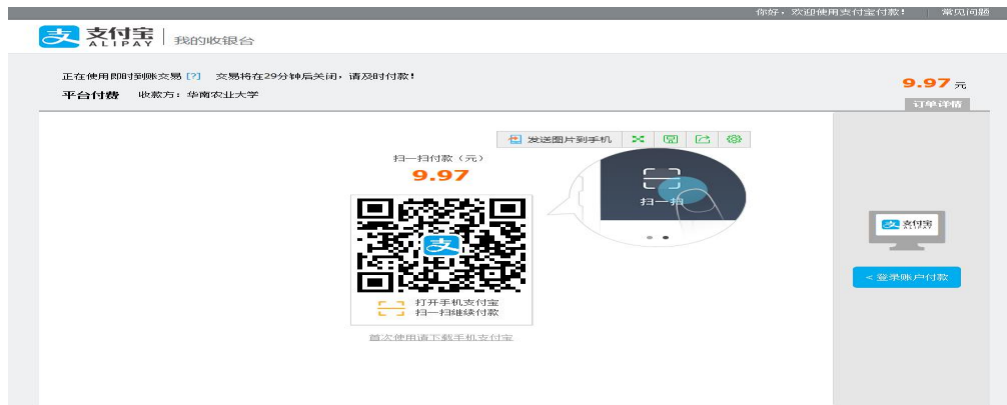 你好，欢迎使用支付宝付款！ 常见问题
支 支付宝 ALIPAY 我的收银台
正在使用即时到账交易 [?] 交易将在29分钟后关闭，请及时付款！
平台付费 收款方：华南农业大学
9.97 元
订单详情
发送图片到手机
扫一扫付款（元）
9.97
扫一扫
支
打开手机支付宝
扫一扫继续付款
首次使用请下载手机支付宝
支 支付宝 ALIPAY
< 登录账户付款